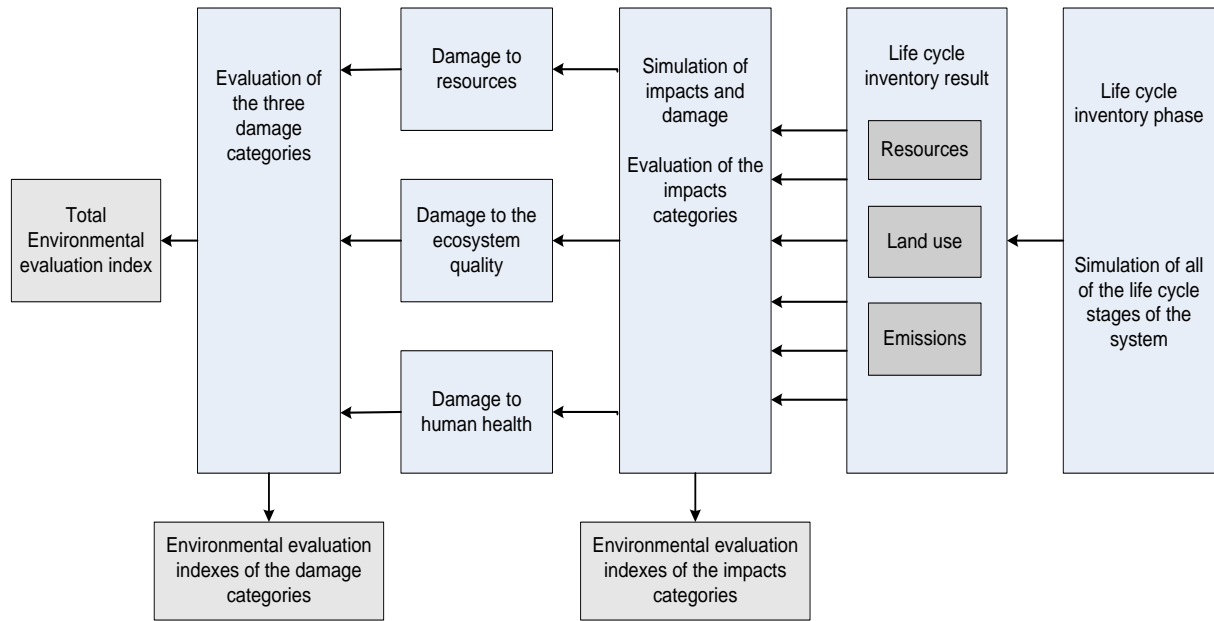 Total
Environmental
evaluation index
Evaluation of
the three
damage
categories
Damage to
resources
Damage to the
ecosystem
quality
Damage to
human health
Simulation of
impacts and
damage
Evaluation of the
impacts
categories
Life cycle
inventory result
Resources
Land use
Emissions
Life cycle
inventory phase
Simulation of all
of the life cycle
stages of the
system
Environmental evaluation
indexes of the damage
categories
Environmental evaluation
indexes of the impacts
categories